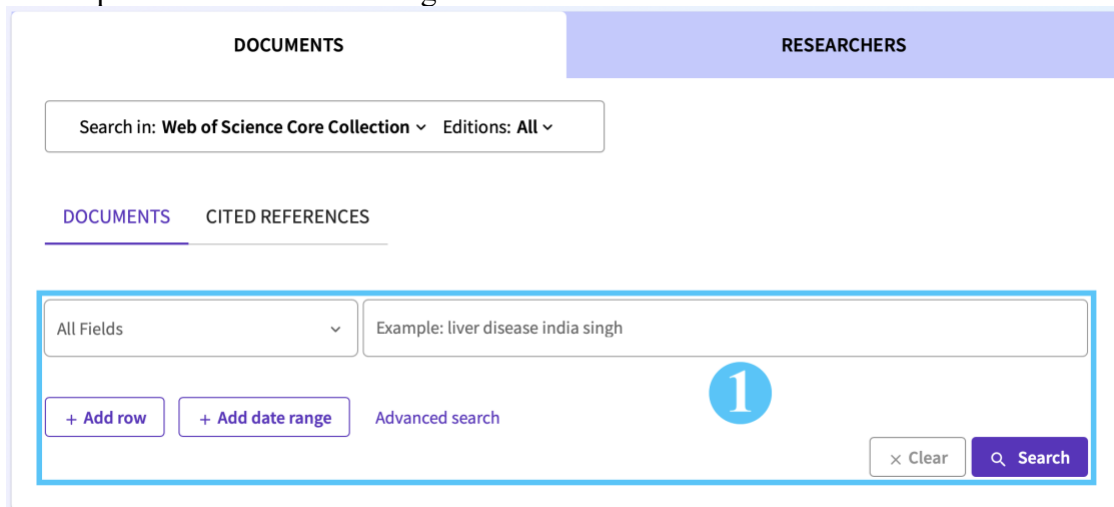 DOCUMENTS RESEARCHERS
Search in: Web of Science Core Collection Editions: All
DOCUMENTS CITED REFERENCES
All Fields Example: liver disease india singh
1
+ Add row + Add date range Advanced search
× Clear Search